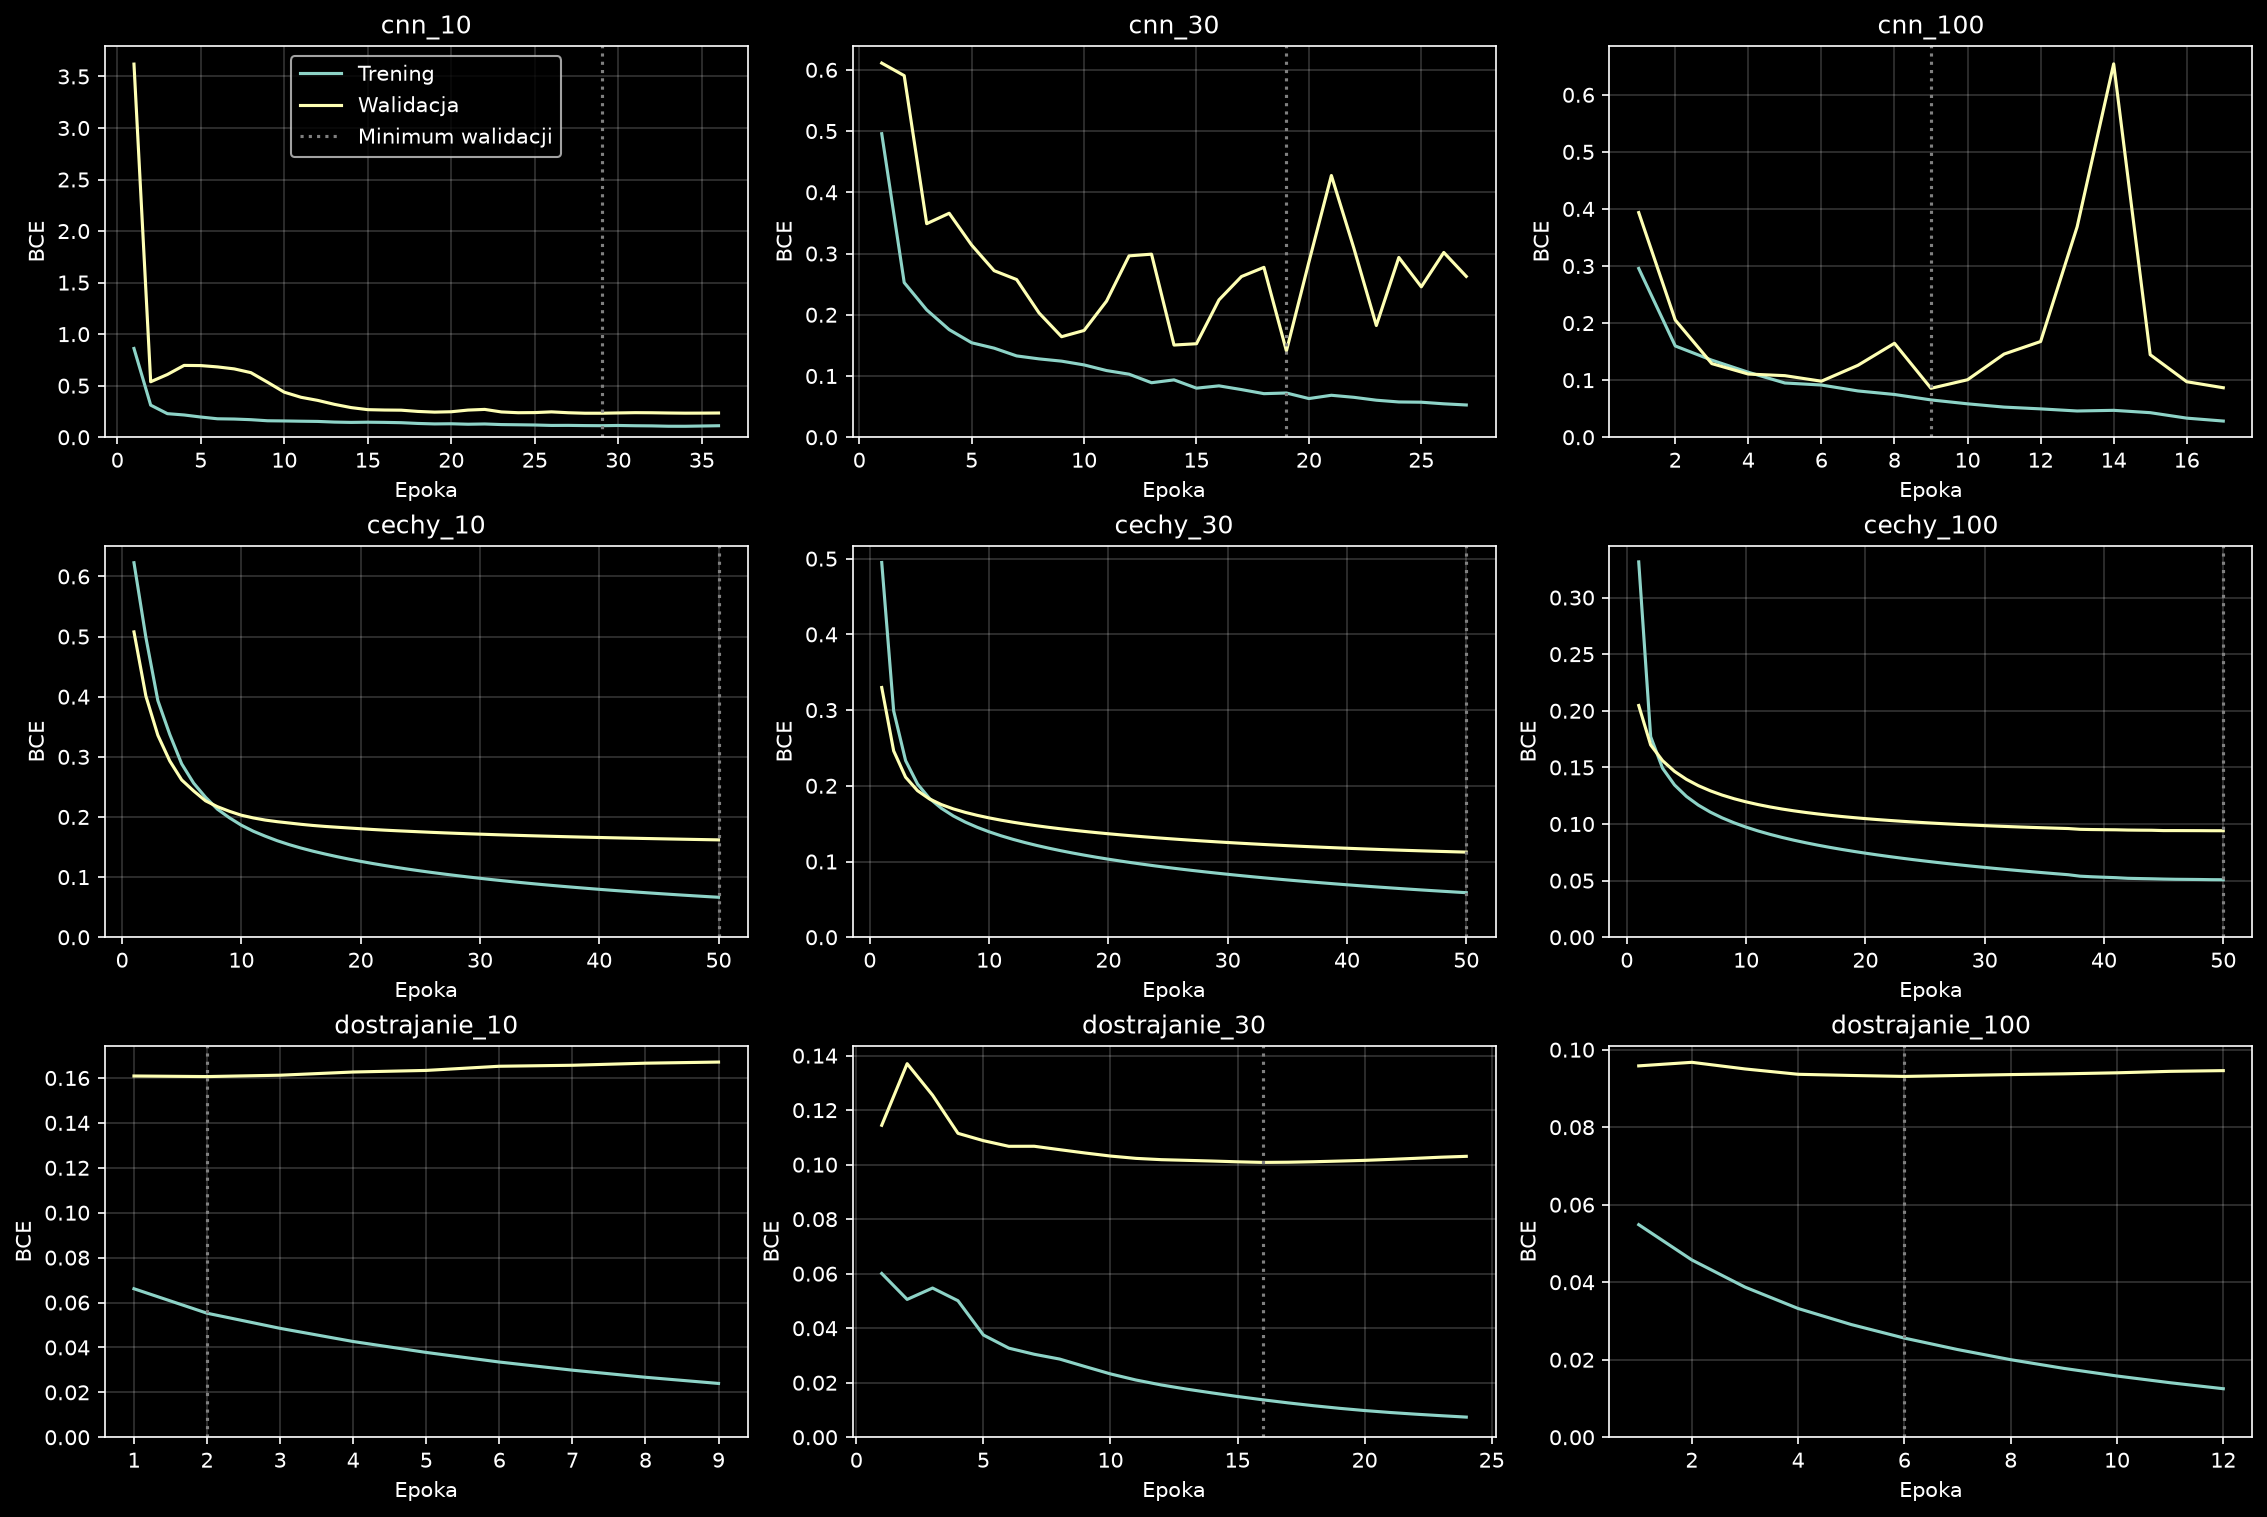 cnn_10
3.5
3.0
2.5
2.0
1.5
1.0
0.5
0.0
BCE
Trening
Walidacja
Minimum walidacji
0 5 10 15 20 25 30 35
Epoka
cnn_30
0.6
0.5
0.4
0.3
0.2
0.1
0.0
BCE
0 5 10 15 20 25
Epoka
cnn_100
0.6
0.5
0.4
0.3
0.2
0.1
0.0
BCE
2 4 6 8 10 12 14 16
Epoka
cechy_10
0.6
0.5
0.4
0.3
0.2
0.1
0.0
BCE
0 10 20 30 40 50
Epoka
cechy_30
0.5
0.4
0.3
0.2
0.1
0.0
BCE
0 10 20 30 40 50
Epoka
cechy_100
0.30
0.25
0.20
0.15
0.10
0.05
0.00
BCE
0 10 20 30 40 50
Epoka
dostrajanie_10
0.16
0.14
0.12
0.10
0.08
0.06
0.04
0.02
0.00
BCE
1 2 3 4 5 6 7 8 9
Epoka
dostrajanie_30
0.14
0.12
0.10
0.08
0.06
0.04
0.02
0.00
BCE
0 5 10 15 20 25
Epoka
dostrajanie_100
0.10
0.08
0.06
0.04
0.02
0.00
BCE
2 4 6 8 10 12
Epoka